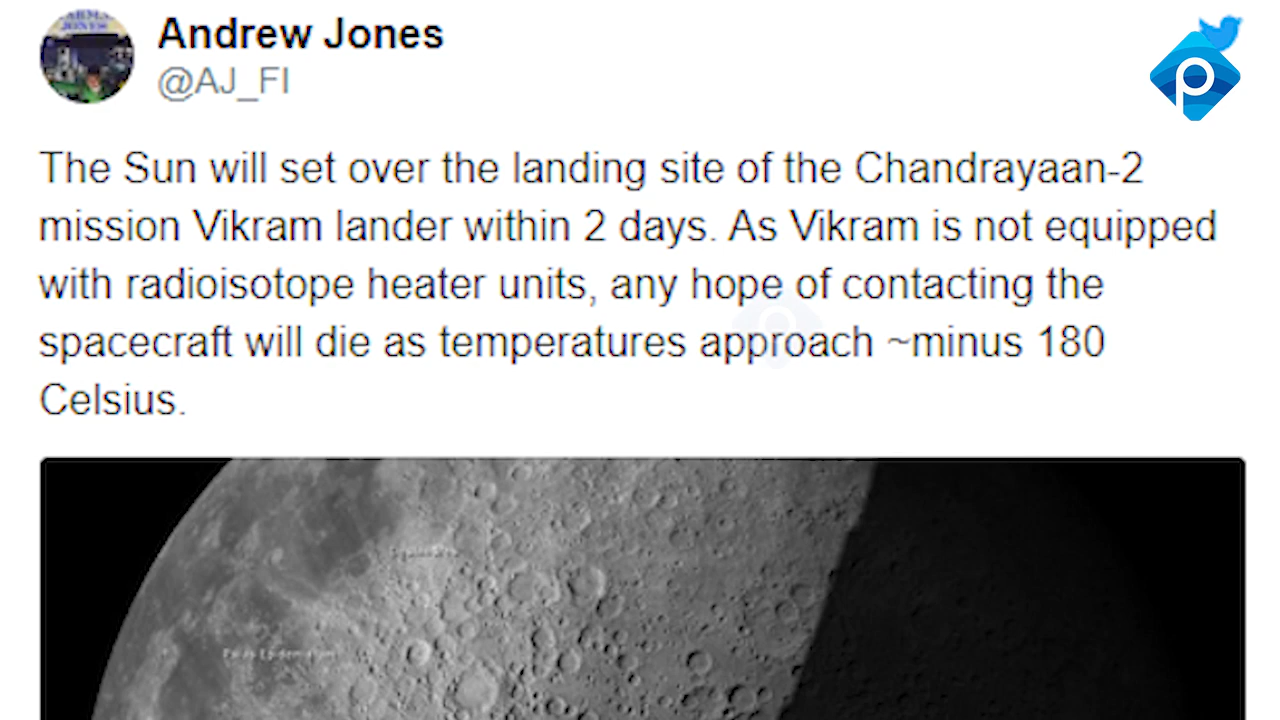 Andrew Jones
@AJ_FI
The Sun will set over the landing site of the Chandrayaan-2
mission Vikram lander within 2 days. As Vikram is not equipped
with radioisotope heater units, any hope of contacting the
spacecraft will die as temperatures approach ~minus 180
Celsius.